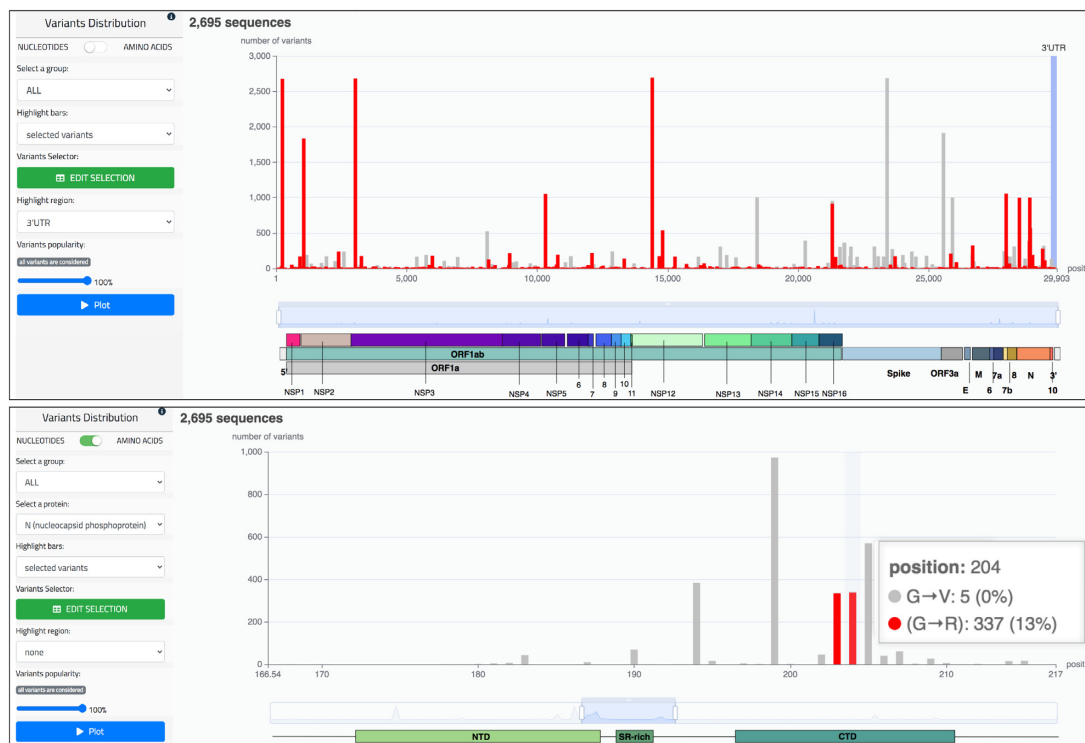 Variants Distribution
NUCLEOTIDES AMINO ACIDS
Select a group:
ALL
Highlight bars:
selected variants
Variants Selector:
EDIT SELECTION
Highlight region:
3'UTR
Variants popularity:
all variants are considered
100%
Plot
2,695 sequences
number of variants
3'UTR
3,000
2,500
2,000
1,500
1,000
500
0
1 5,000 10,000 15,000 20,000 25,000 29,903
posit
ORF1ab
ORF1a
5' Spike ORF3a M 7a 8 N 3'
NSP1 NSP2 NSP3 NSP4 NSP5 6 7 8 9 10 11 NSP12 NSP13 NSP14 NSP15 NSP16 E 6 7b 10
Variants Distribution
NUCLEOTIDES AMINO ACIDS
Select a group:
ALL
Select a protein:
N (nucleocapsid phosphoprotein)
Highlight bars:
selected variants
Variants Selector:
EDIT SELECTION
Highlight region:
none
Variants popularity:
all variants are considered
100%
Plot
2,695 sequences
number of variants
1,000
800
600
400
200
0
166.54 170 180 190 200 210 217
posit
position: 204
G→V: 5 (0%)
(G→R): 337 (13%)
NTD SR-rich CTD